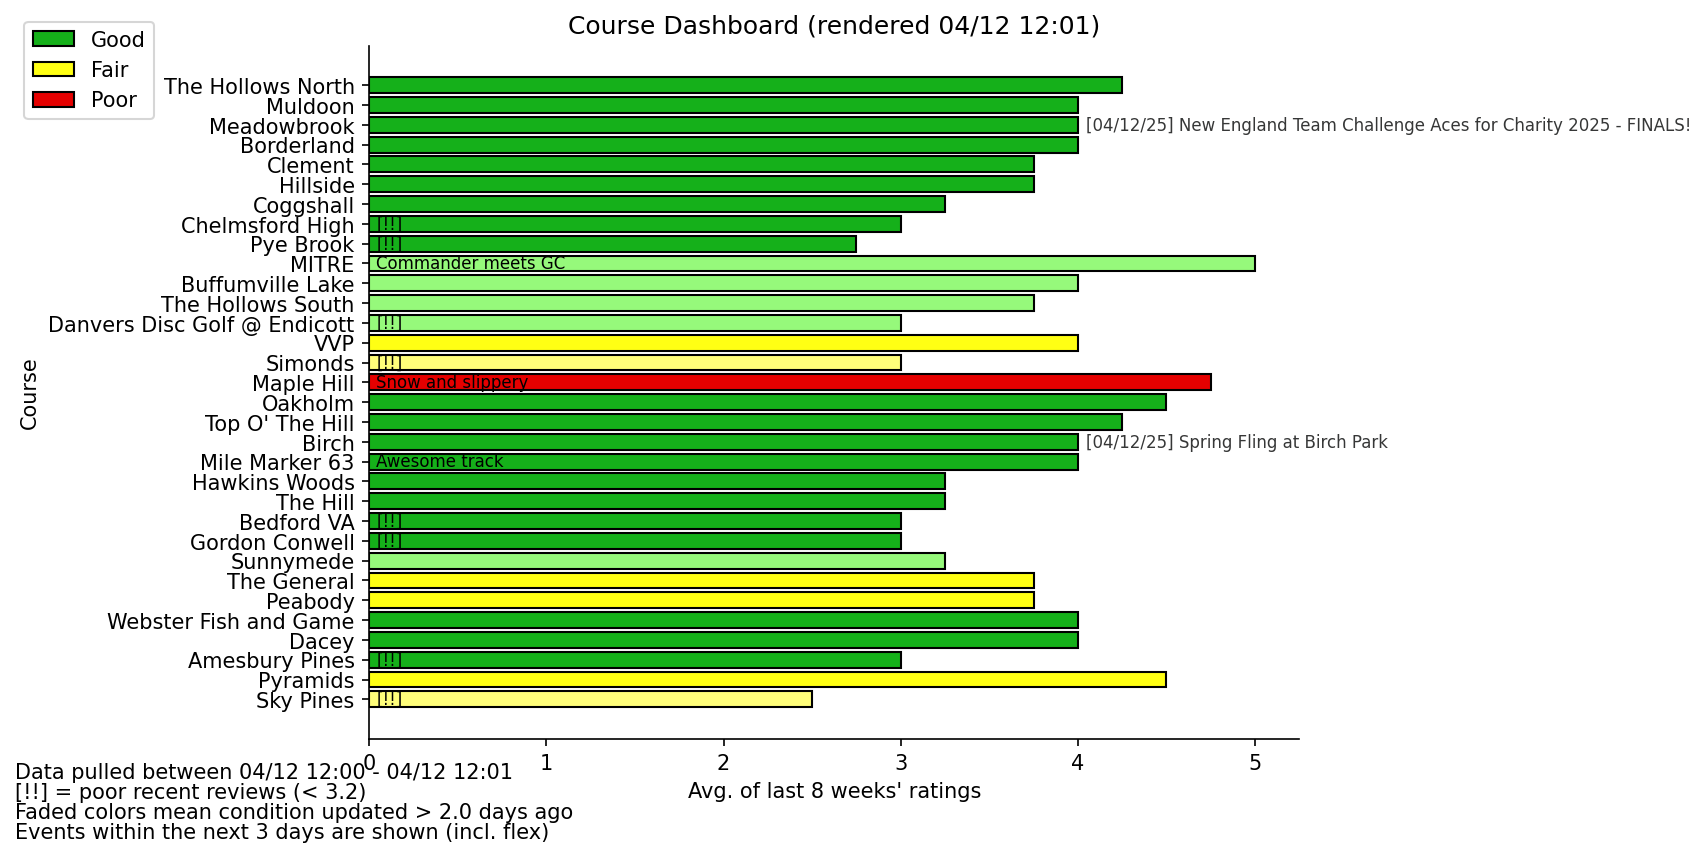 Course Dashboard (rendered 04/12 12:01)
Good
Fair
Poor
The Hollows North
Muldoon
Meadowbrook [04/12/25] New England Team Challenge Aces for Charity 2025 - FINALS!
Borderland
Clement
Hillside
Coggshall
Chelmsford High [!!]
Pye Brook [!!]
MITRE Commander meets GC
Buffumville Lake
The Hollows South
Danvers Disc Golf @ Endicott [!!]
VVP
Simonds [!!]
Maple Hill Snow and slippery
Oakholm
Top O' The Hill
Birch [04/12/25] Spring Fling at Birch Park
Mile Marker 63 Awesome track
Hawkins Woods
The Hill
Bedford VA [!!]
Gordon Conwell [!!]
Sunnymede
The General
Peabody
Webster Fish and Game
Dacey
Amesbury Pines [!!]
Pyramids
Sky Pines [!!]
Course
0 1 2 3 4 5
Avg. of last 8 weeks' ratings
Data pulled between 04/12 12:00 - 04/12 12:01
[!!] = poor recent reviews (< 3.2)
Faded colors mean condition updated > 2.0 days ago
Events within the next 3 days are shown (incl. flex)